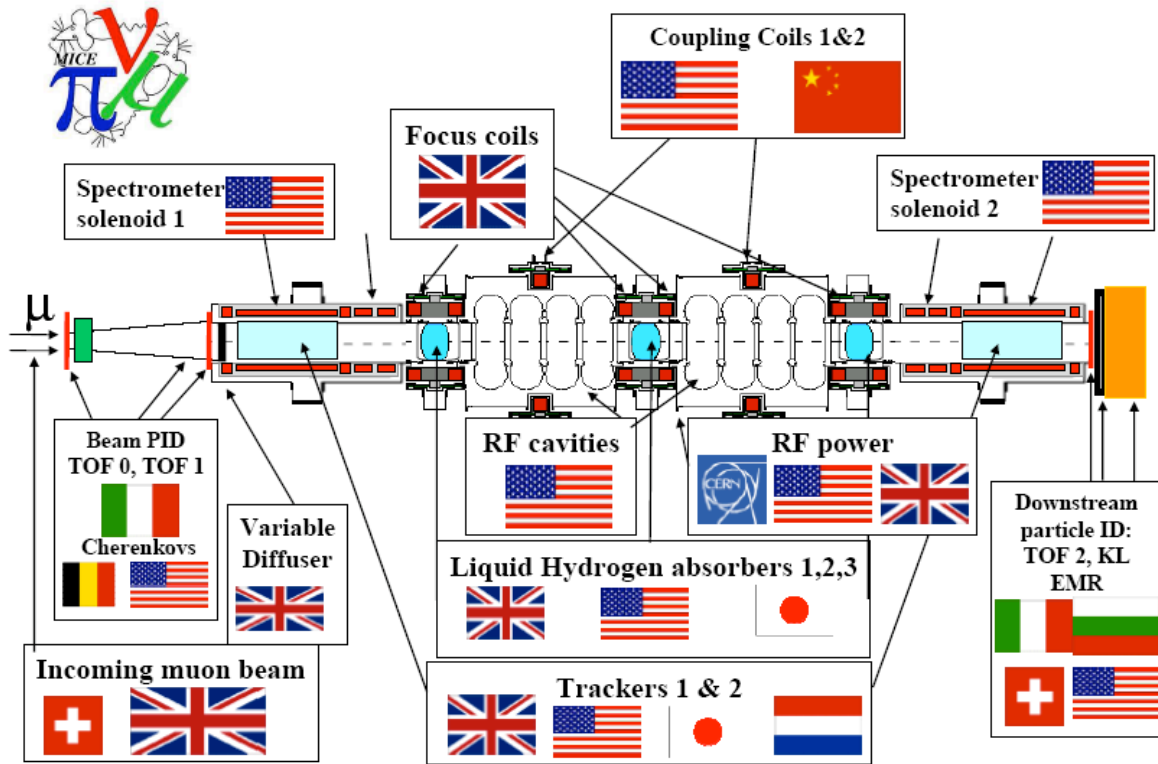 MICE
πνμ
Coupling Coils 1&2
Focus coils
Spectrometer
solenoid 1
Spectrometer
solenoid 2
μ
Beam PID
TOF 0, TOF 1
Cherenkovs
Variable
Diffuser
RF cavities
RF power
CERN
Downstream
particle ID:
TOF 2, KL
EMR
Liquid Hydrogen absorbers 1,2,3
Incoming muon beam
Trackers 1 & 2